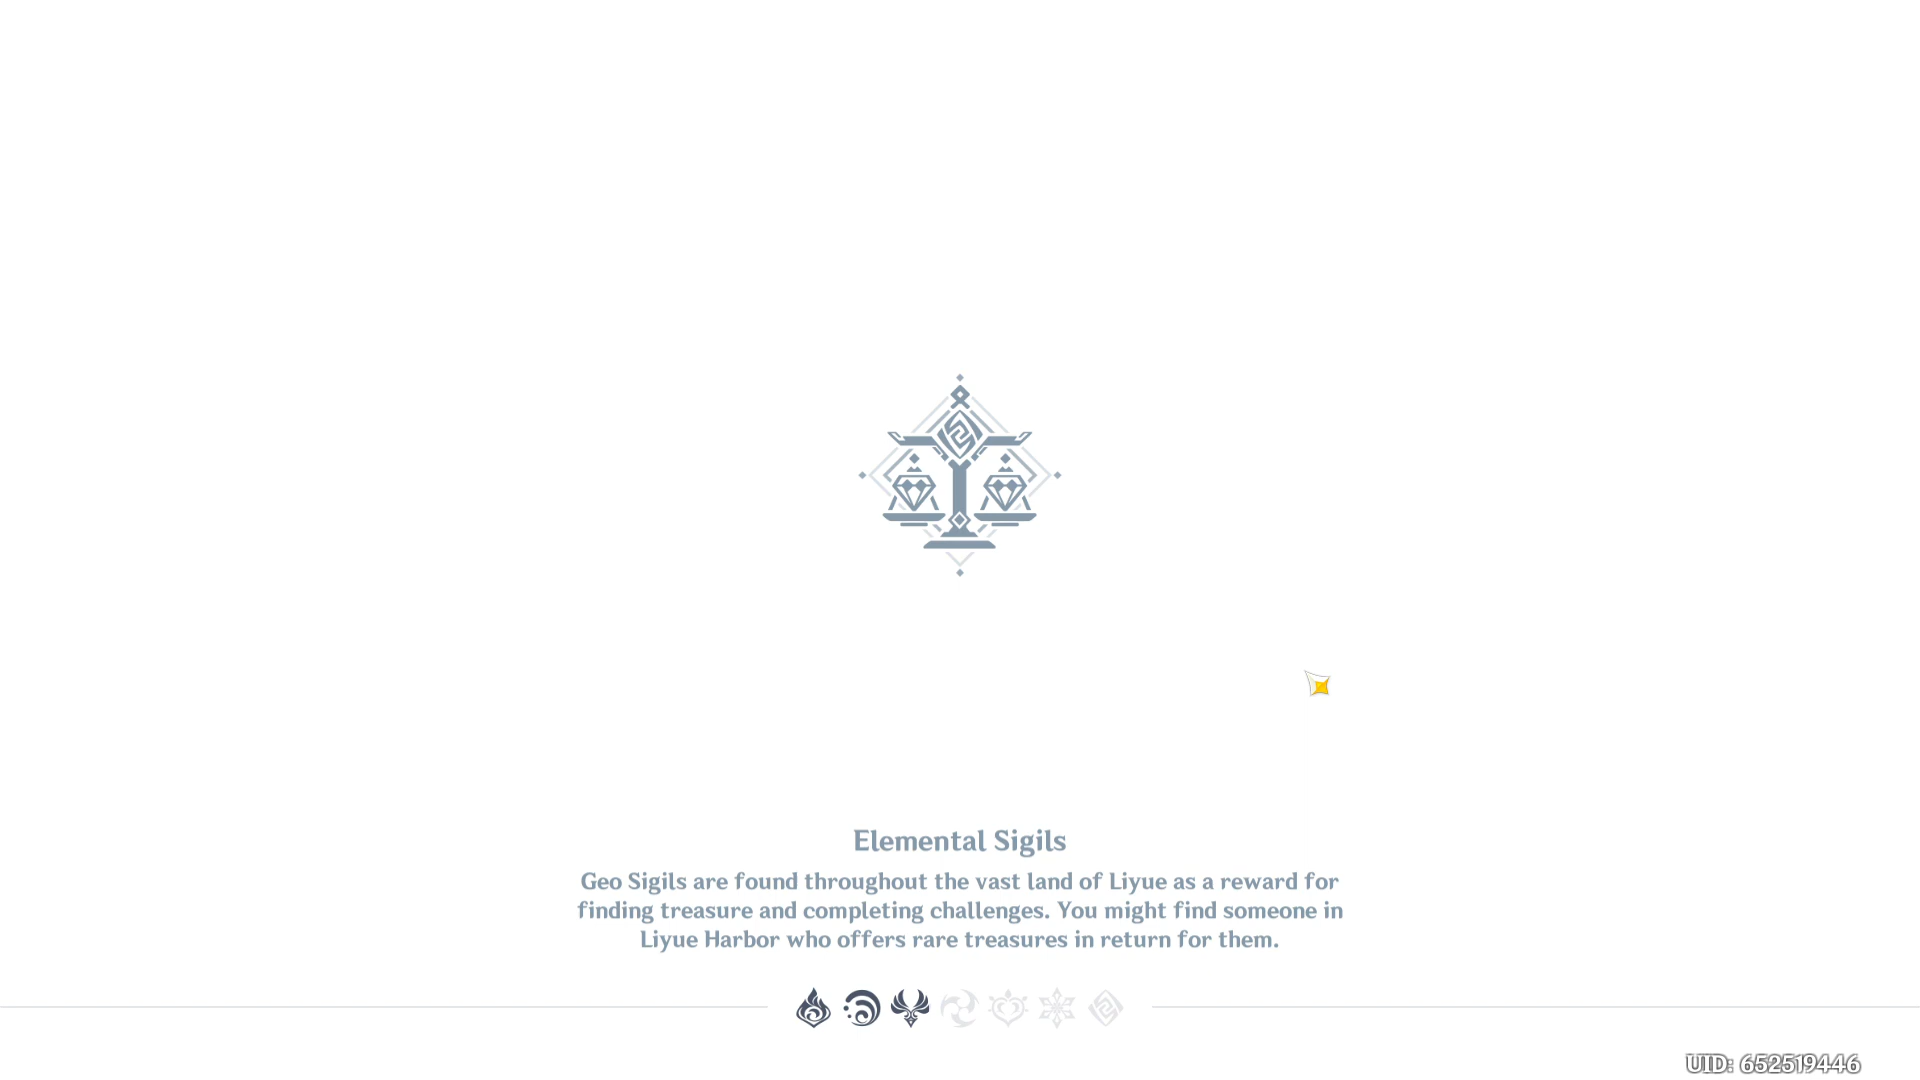 Elemental Sigils
Geo Sigils are found throughout the vast land of Liyue as a reward for
finding treasure and completing challenges. You might find someone in
Liyue Harbor who offers rare treasures in return for them.
UID: 652519446